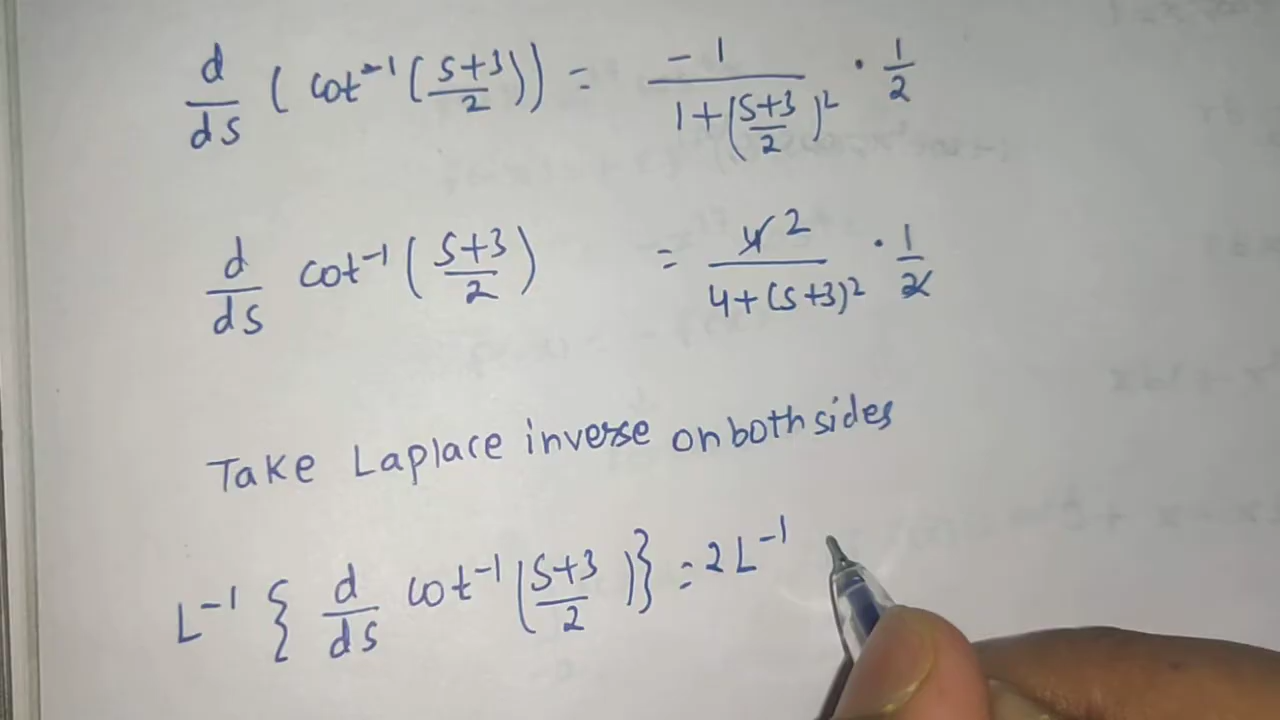 d/ds (cot⁻¹((s+3)/2)) = -1/(1+((s+3)/2)²) · 1/2
d/ds cot⁻¹((s+3)/2) = 4̸ 2/(4+(s+3)²) · 1/2̸
Take Laplace inverse on both sides
L⁻¹ { d/ds cot⁻¹((s+3)/2) } = 2 L⁻¹